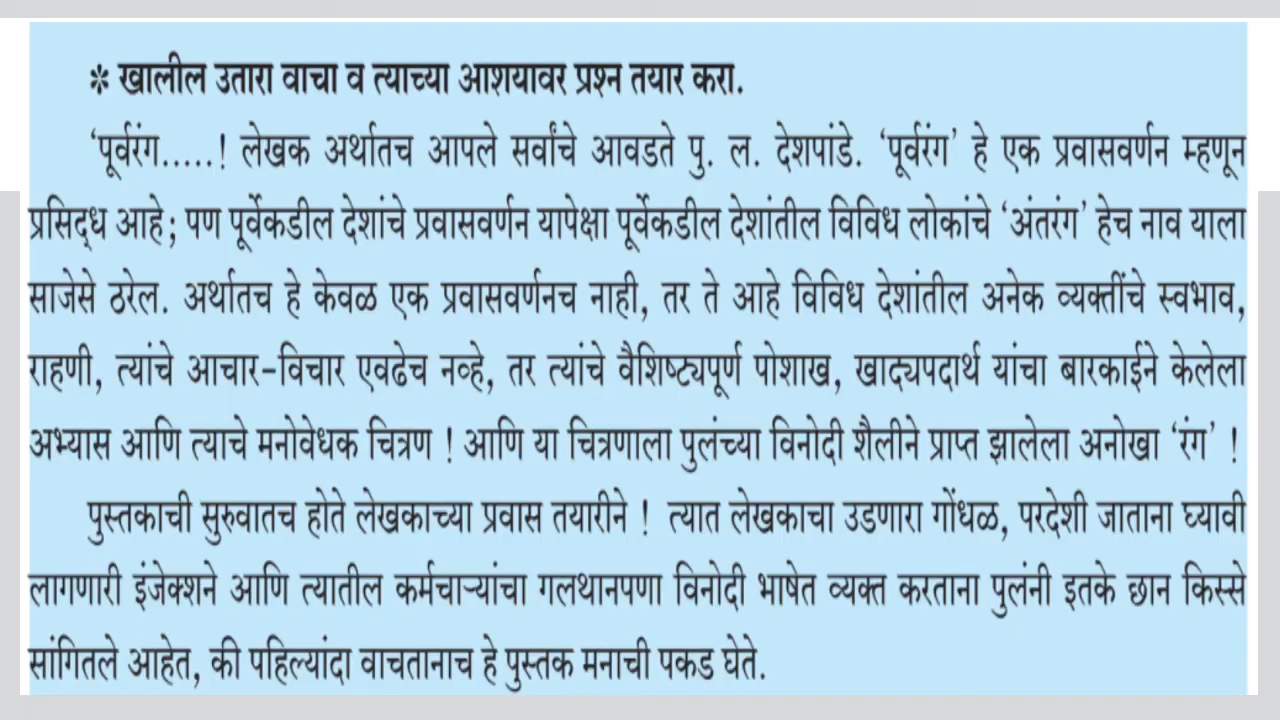 * खालील उतारा वाचा व त्याच्या आशयावर प्रश्न तयार करा.
‘पूर्वरंग.....! लेखक अर्थातच आपले सर्वांचे आवडते पु. ल. देशपांडे. ‘पूर्वरंग’ हे एक प्रवासवर्णन म्हणून
प्रसिद्ध आहे; पण पूर्वेकडील देशांचे प्रवासवर्णन यापेक्षा पूर्वेकडील देशांतील विविध लोकांचे ‘अंतरंग’ हेच नाव याला
साजेसे ठरेल. अर्थातच हे केवळ एक प्रवासवर्णनच नाही, तर ते आहे विविध देशांतील अनेक व्यक्तींचे स्वभाव,
राहणी, त्यांचे आचार-विचार एवढेच नव्हे, तर त्यांचे वैशिष्ट्यपूर्ण पोशाख, खाद्यपदार्थ यांचा बारकाईने केलेला
अभ्यास आणि त्याचे मनोवेधक चित्रण ! आणि या चित्रणाला पुलंच्या विनोदी शैलीने प्राप्त झालेला अनोखा ‘रंग’ !
पुस्तकाची सुरुवातच होते लेखकाच्या प्रवास तयारीने ! त्यात लेखकाचा उडणारा गोंधळ, परदेशी जाताना घ्यावी
लागणारी इंजेक्शने आणि त्यातील कर्मचाऱ्यांचा गलथानपणा विनोदी भाषेत व्यक्त करताना पुलंनी इतके छान किस्से
सांगितले आहेत, की पहिल्यांदा वाचतानाच हे पुस्तक मनाची पकड घेते.